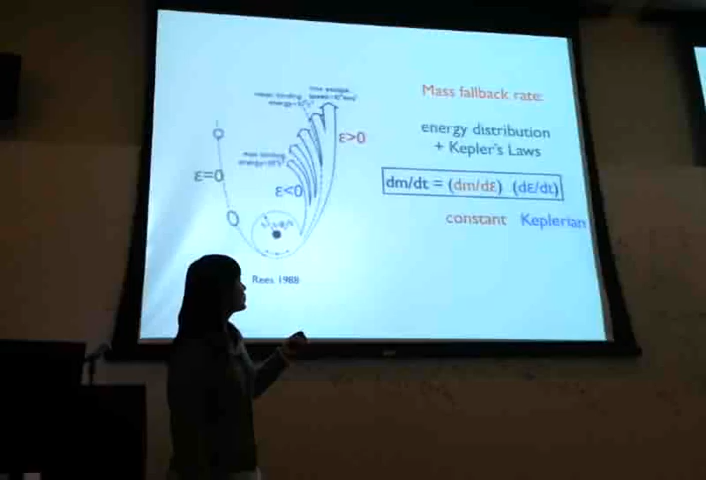 Mass fallback rate:
energy distribution
+ Kepler's Laws
dm/dt = (dm/dε) (dε/dt)
constant Keplerian
ε>0
ε=0
ε<0
Rees 1988